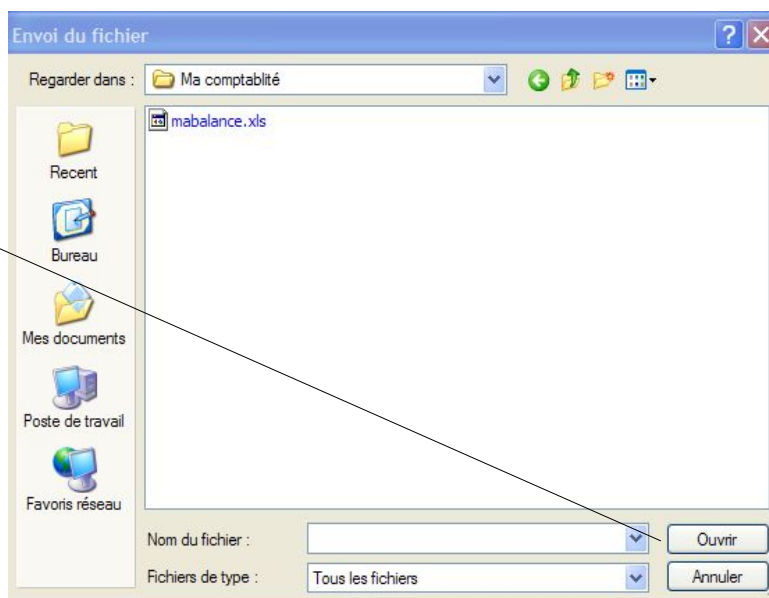 Envoi du fichier
Regarder dans :
Ma comptablité
mabalance.xls
Recent
Bureau
Mes documents
Poste de travail
Favoris réseau
Nom du fichier :
Ouvrir
Fichiers de type :
Tous les fichiers
Annuler